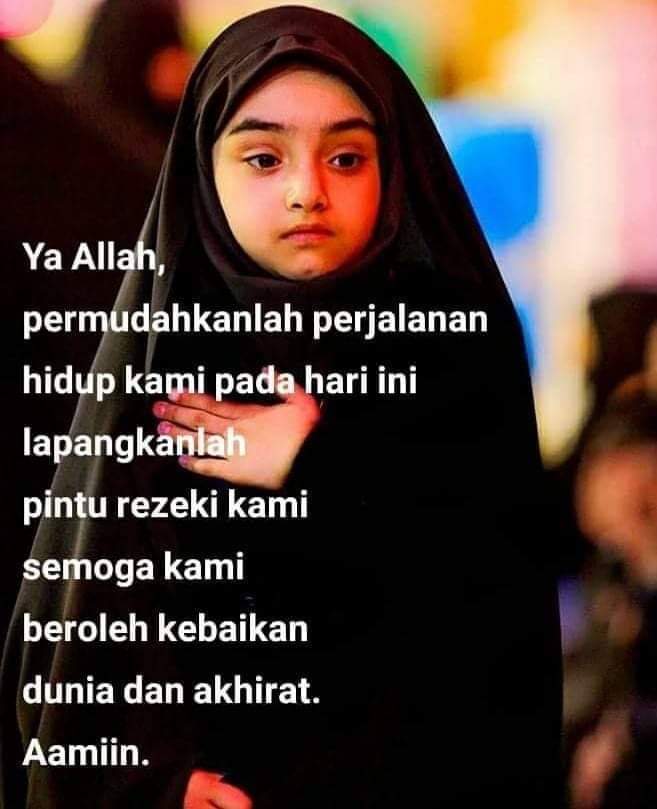 Ya Allah,
permudahkanlah perjalanan
hidup kami pada hari ini
lapangkanlah
pintu rezeki kami
semoga kami
beroleh kebaikan
dunia dan akhirat.
Aamiin.